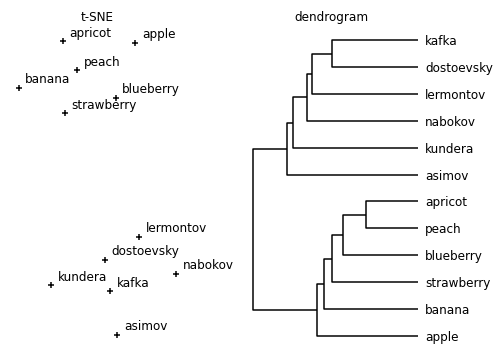 t-SNE
apricot
apple
peach
banana
blueberry
strawberry
lermontov
dostoevsky
nabokov
kundera
kafka
asimov
dendrogram
kafka
dostoevsky
lermontov
nabokov
kundera
asimov
apricot
peach
blueberry
strawberry
banana
apple